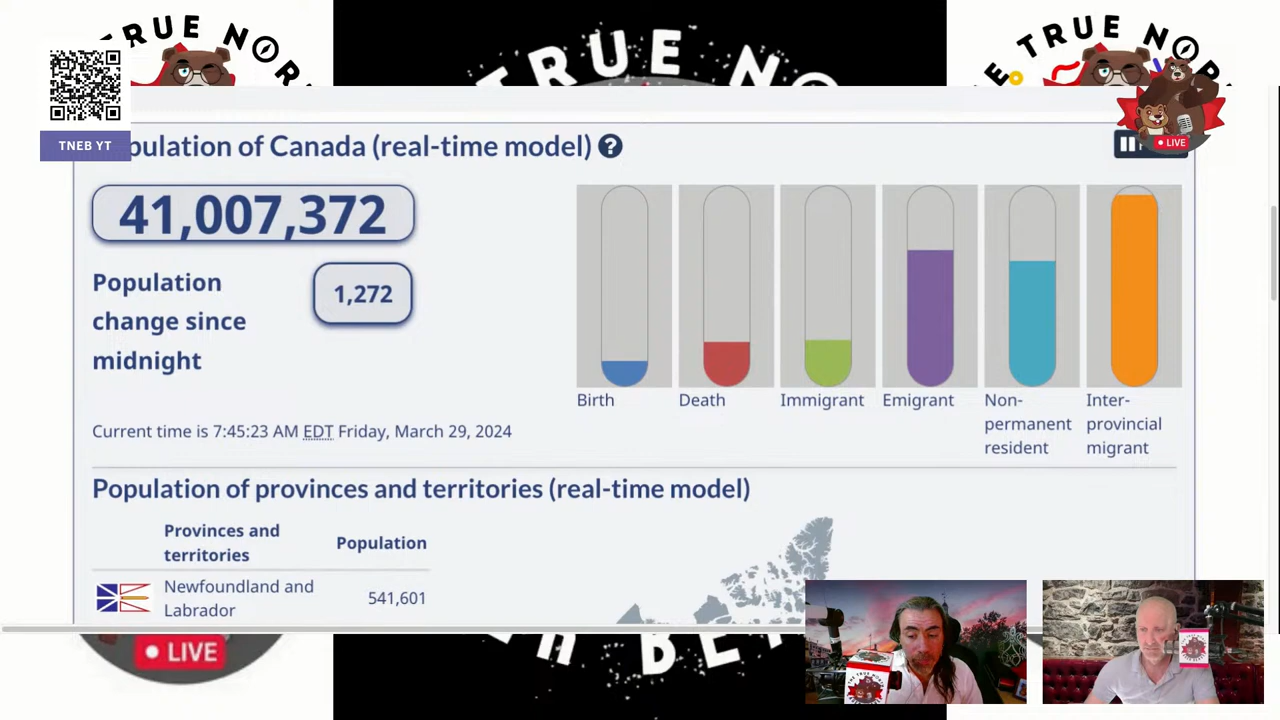 TRUE NOR
TRUE NO
E TRUE NOR
TNEB YT
pulation of Canada (real-time model) ?
LIVE
41,007,372
Population
change since
midnight
1,272
Birth
Death
Immigrant
Emigrant
Non-
permanent
resident
Inter-
provincial
migrant
Current time is 7:45:23 AM EDT Friday, March 29, 2024
Population of provinces and territories (real-time model)
Provinces and
territories
Population
Newfoundland and
Labrador
541,601
LIVE